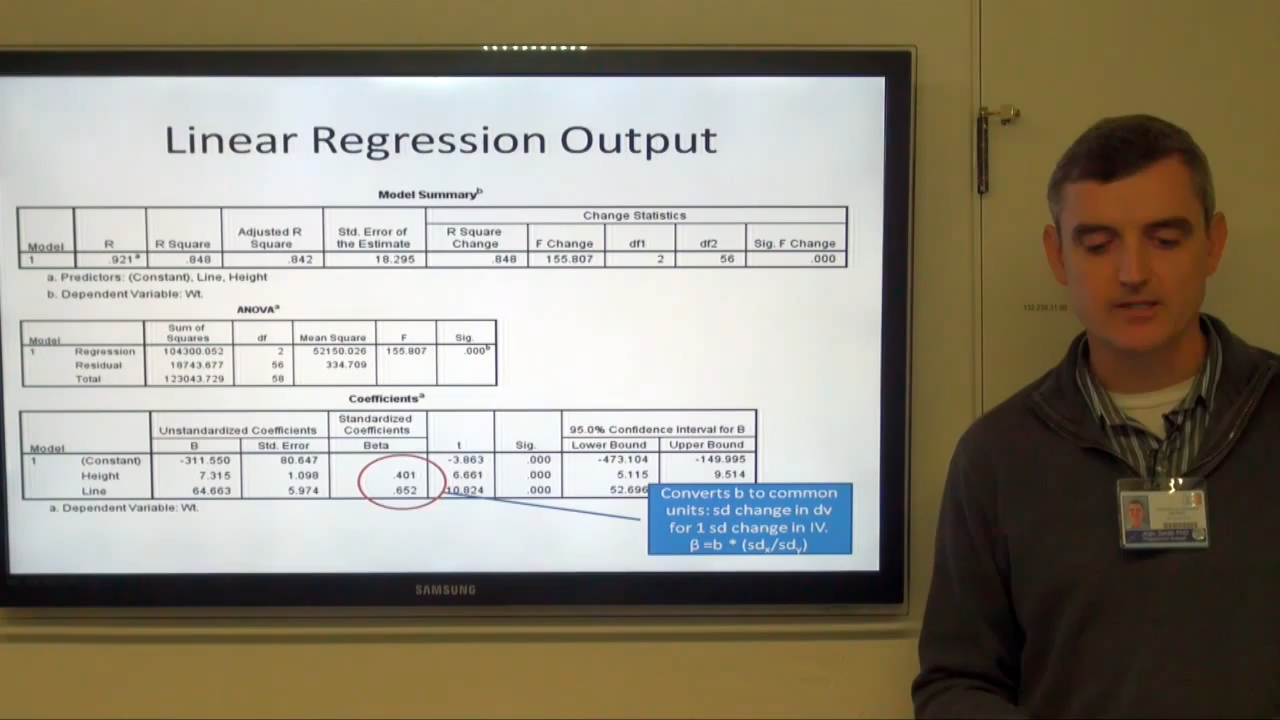 Linear Regression Output
Model Summaryb
Change Statistics
Model R R Square Adjusted R Square Std. Error of the Estimate R Square Change F Change df1 df2 Sig. F Change
1 .921a .848 .842 18.295 .848 155.807 2 56 .000
a. Predictors: (Constant), Line, Height
b. Dependent Variable: Wt.
ANOVAa
Model Sum of Squares df Mean Square F Sig.
1 Regression 104300.052 2 52150.026 155.807 .000b
Residual 18743.677 56 334.709
Total 123043.729 58
Coefficientsa
Unstandardized Coefficients Standardized Coefficients 95.0% Confidence Interval for B
Model B Std. Error Beta t Sig. Lower Bound Upper Bound
1 (Constant) -311.550 80.647 -3.863 .000 -473.104 -149.995
Height 7.315 1.098 .401 6.661 .000 5.115 9.514
Line 64.663 5.974 .652 10.824 .000 52.696
a. Dependent Variable: Wt.
Converts b to common
units: sd change in dv
for 1 sd change in IV.
β =b * (sdx/sdy)
SAMSUNG